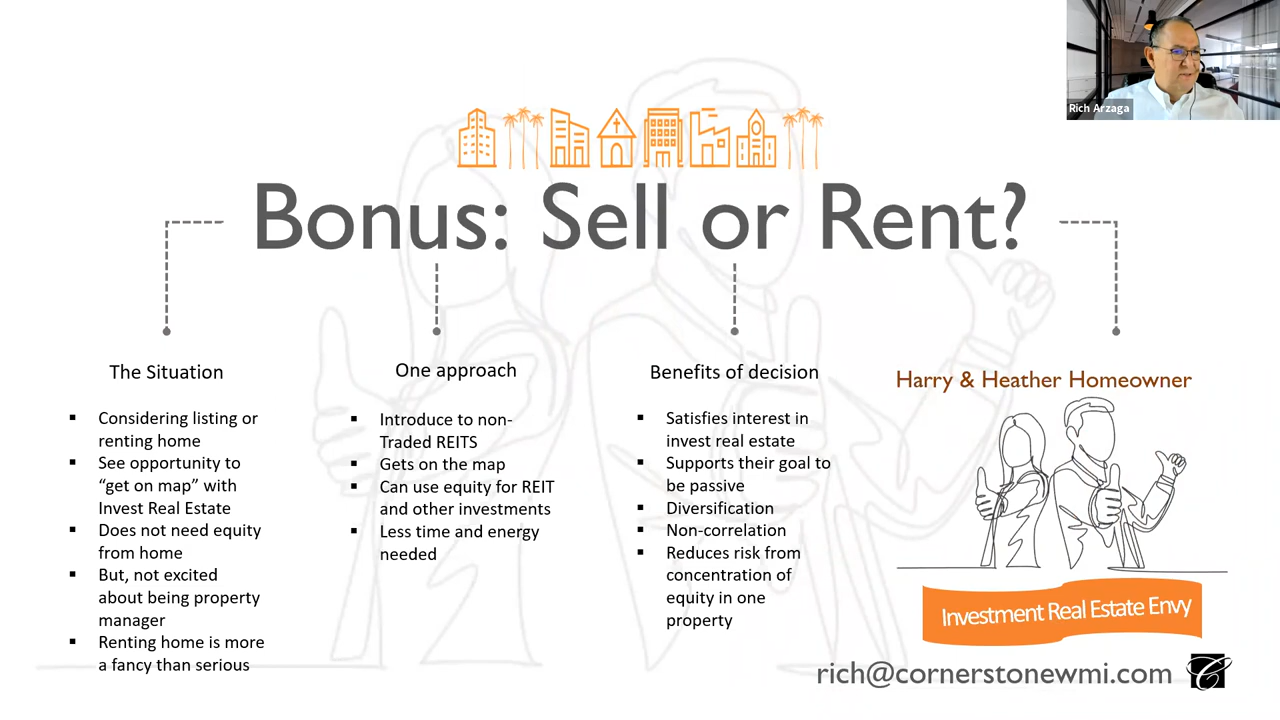 Rich Arzaga
Bonus: Sell or Rent?
The Situation
Considering listing or
renting home
See opportunity to
“get on map” with
Invest Real Estate
Does not need equity
from home
But, not excited
about being property
manager
Renting home is more
a fancy than serious
One approach
Introduce to non-
Traded REITS
Gets on the map
Can use equity for REIT
and other investments
Less time and energy
needed
Benefits of decision
Satisfies interest in
invest real estate
Supports their goal to
be passive
Diversification
Non-correlation
Reduces risk from
concentration of
equity in one
property
Harry & Heather Homeowner
Investment Real Estate Envy
rich@cornerstonewmi.com